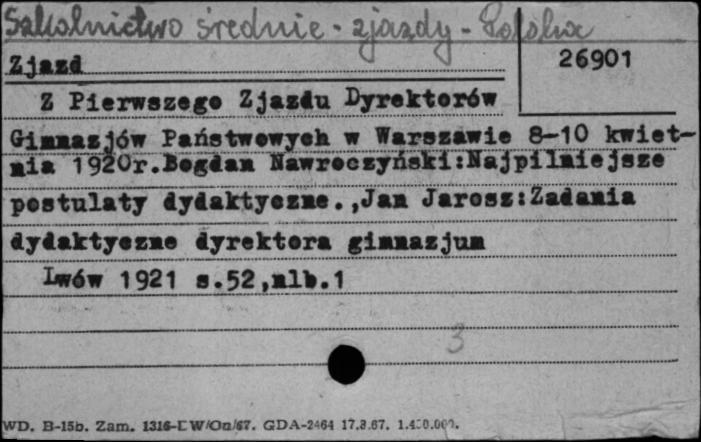 Szkolnictwo średnie - zjazdy - Polska
Zjazd
26901
Z Pierwszego Zjazdu Dyrektorów
Gimnazjów Państwowych w Warszawie 8-10 kwiet-
nia 1920r.Bogdan Nawroczyński:Najpilniejsze
postulaty dydaktyczne.,Jan Jarosz:Zadania
dydaktyczne dyrektora gimnazjum
Lwów 1921 s.52,nlb.1
3
WD. B-15b. Zam. 1316-DW/On/67. GDA-2464 17.8.67.